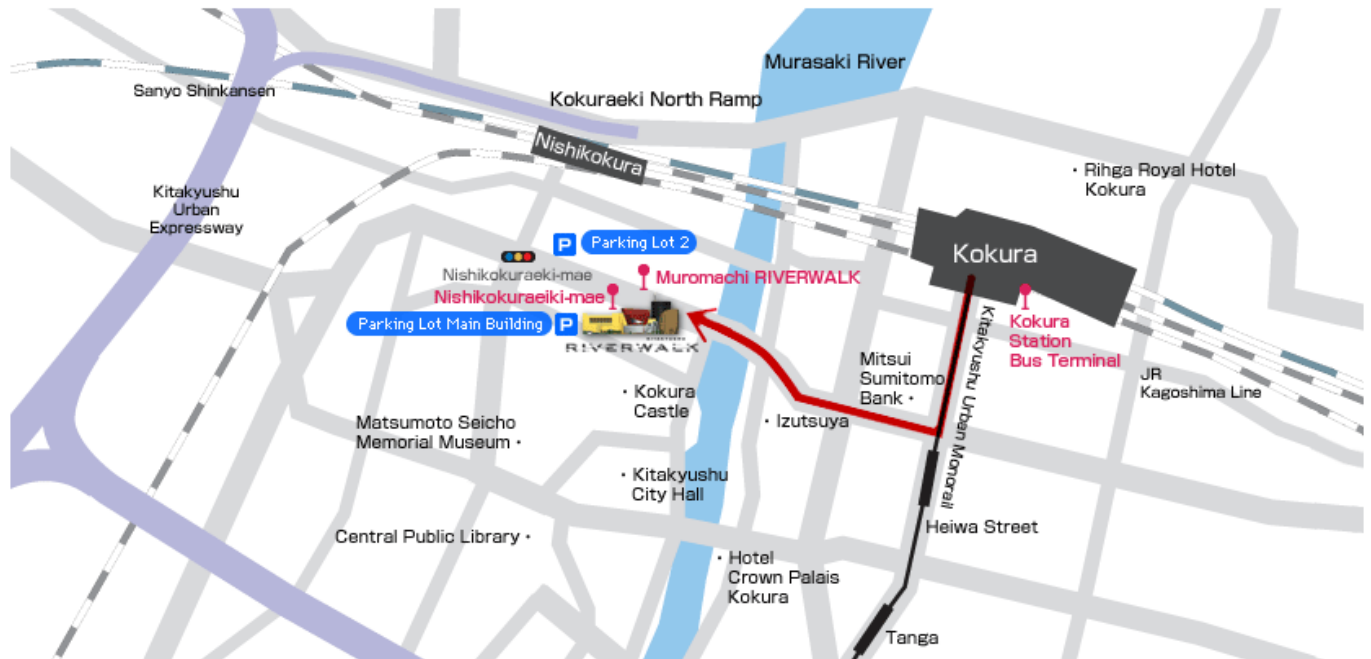 Murasaki River
Sanyo Shinkansen
Kokuraeki North Ramp
Nishikokura
Rihga Royal Hotel
Kokura
Kitakyushu
Urban
Expressway
P
Parking Lot 2
Kokura
Nishikokuraeki-mae
Muromachi RIVERWALK
Nishikokuraeiki-mae
Parking Lot Main Building
P
RIVERWALK
Kokura
Station
Bus Terminal
Kitakyushu Urban Monorail
Mitsui
Sumitomo
Bank
JR
Kagoshima Line
Kokura
Castle
Izutsuya
Matsumoto Seicho
Memorial Museum
Kitakyushu
City Hall
Heiwa Street
Central Public Library
Hotel
Crown Palais
Kokura
Tanga